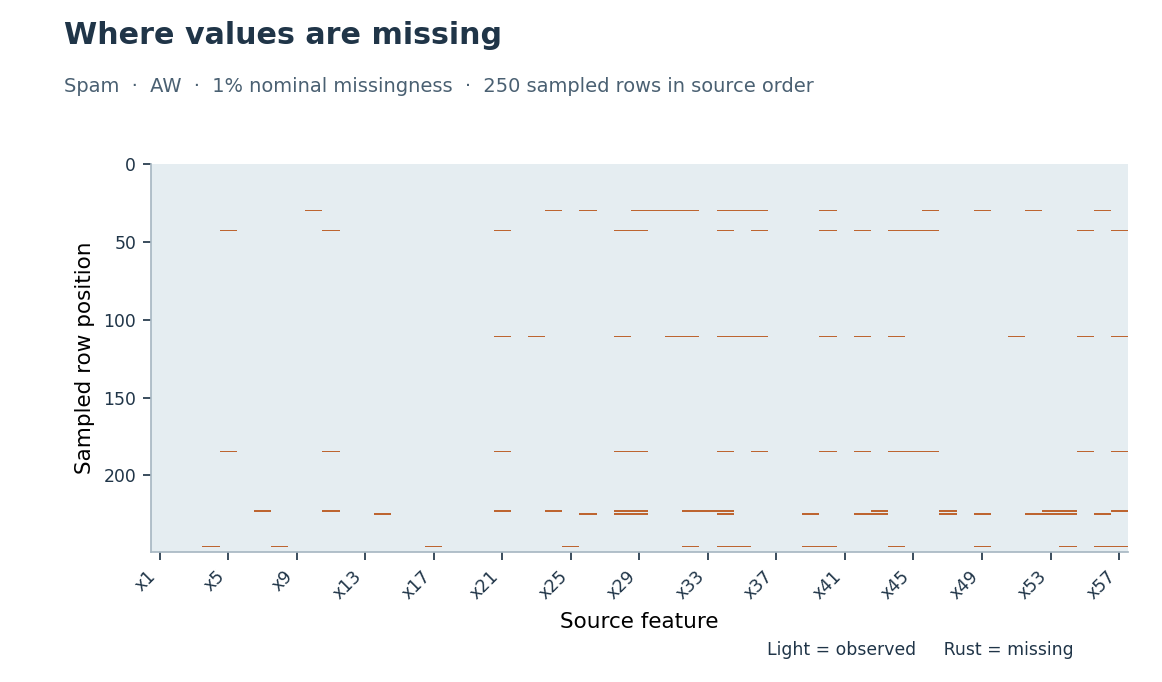 Where values are missing
Spam · AW · 1% nominal missingness · 250 sampled rows in source order
0
50
100
150
200
Sampled row position
x1 x5 x9 x13 x17 x21 x25 x29 x33 x37 x41 x45 x49 x53 x57
Source feature
Light = observed Rust = missing